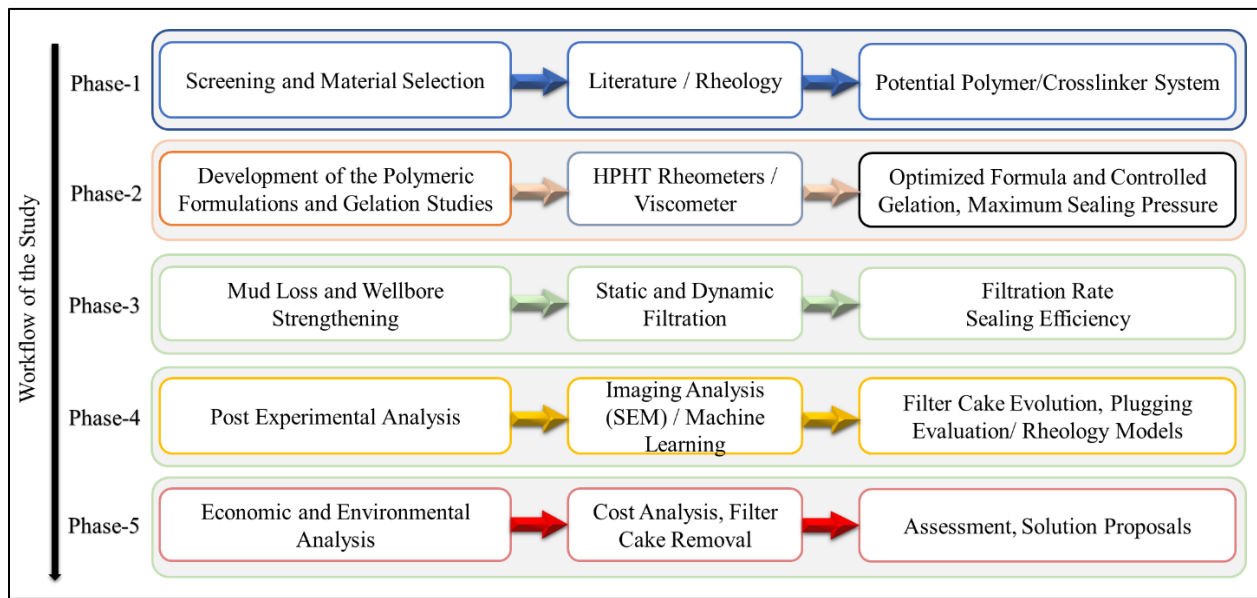 Workflow of the Study
Phase-1
Screening and Material Selection
Literature / Rheology
Potential Polymer/Crosslinker System
Phase-2
Development of the Polymeric
Formulations and Gelation Studies
HPHT Rheometers /
Viscometer
Optimized Formula and Controlled
Gelation, Maximum Sealing Pressure
Phase-3
Mud Loss and Wellbore
Strengthening
Static and Dynamic
Filtration
Filtration Rate
Sealing Efficiency
Phase-4
Post Experimental Analysis
Imaging Analysis
(SEM) / Machine
Learning
Filter Cake Evolution, Plugging
Evaluation/ Rheology Models
Phase-5
Economic and Environmental
Analysis
Cost Analysis, Filter
Cake Removal
Assessment, Solution Proposals